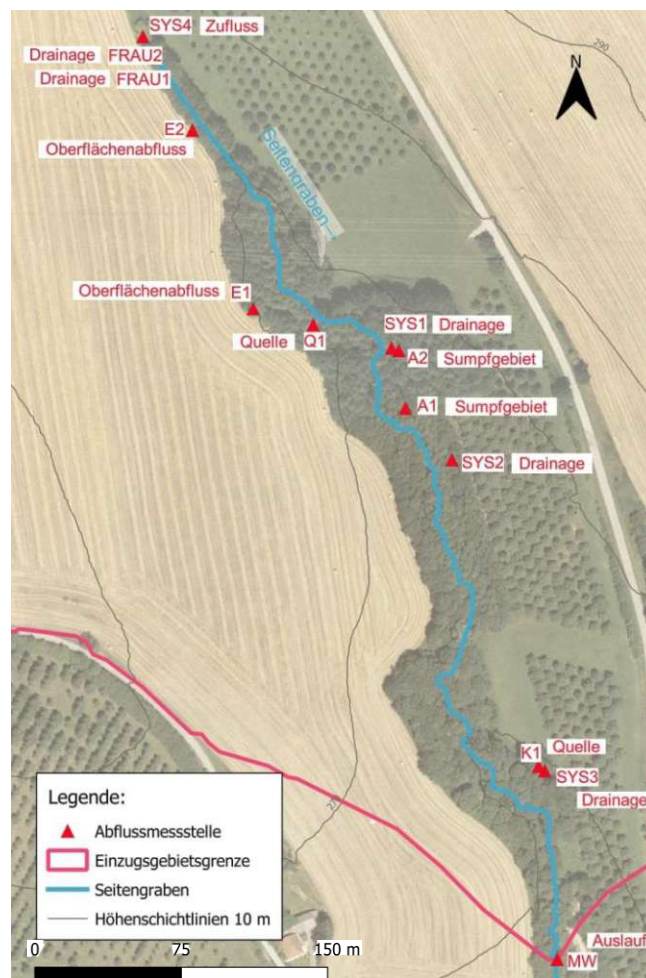 SYS4 Zufluss
Drainage FRAU2
Drainage FRAU1
N
290
E2
Oberflächenabfluss
Seitengraben
Oberflächenabfluss E1
Quelle Q1
SYS1 Drainage
A2 Sumpfgebiet
A1 Sumpfgebiet
SYS2 Drainage
K1 Quelle
SYS3
Drainage
Legende:
Abflussmessstelle
Einzugsgebietsgrenze
Seitengraben
Höhenschichtlinien 10 m
0 75 150 m
Auslauf
MW